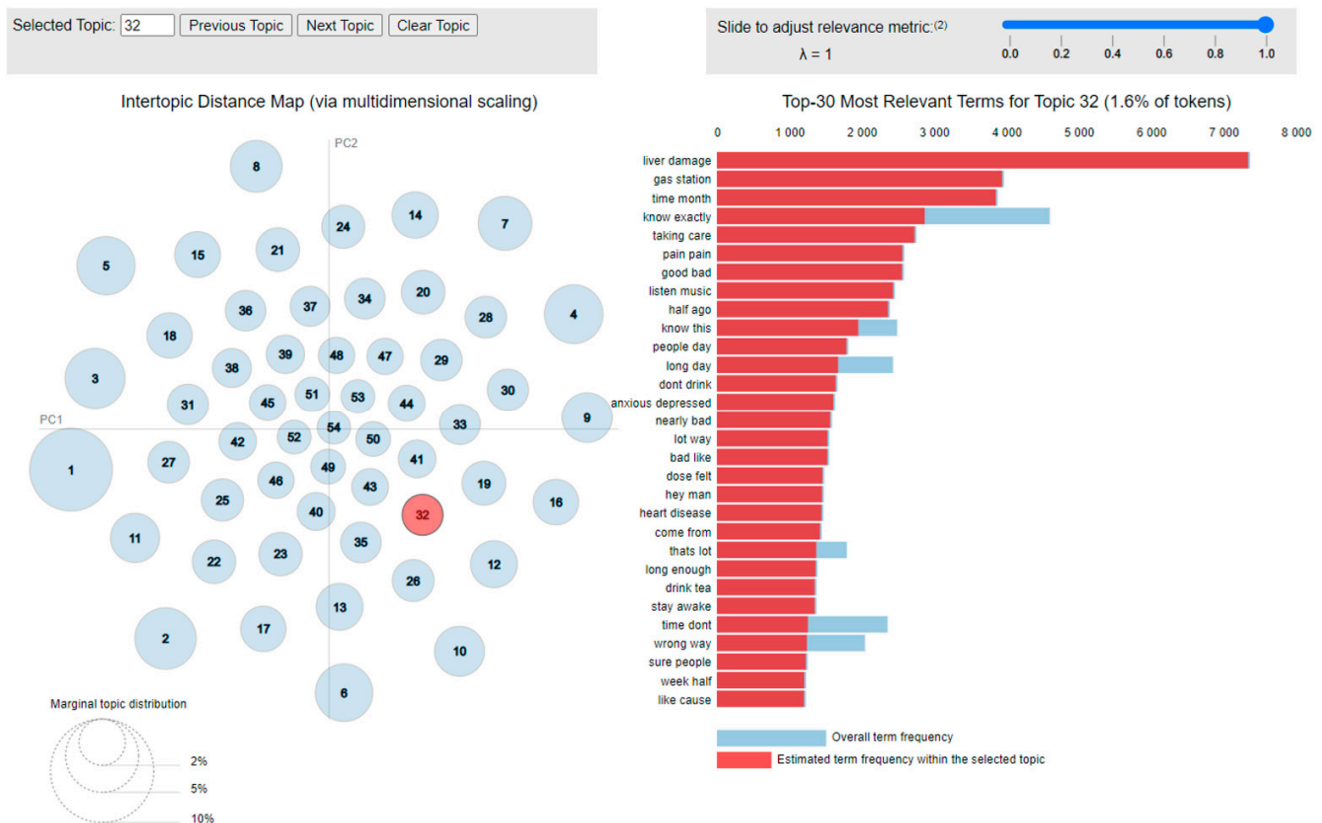 Selected Topic: 32 Previous Topic Next Topic Clear Topic
Slide to adjust relevance metric:(2)
λ = 1
0.0 0.2 0.4 0.6 0.8 1.0
Intertopic Distance Map (via multidimensional scaling)
PC2
PC1
8
14
7
24
21
15
5
20
34
37
36
4
28
18
39
48
47
29
38
3
30
51
53
44
45
31
9
33
54
50
52
42
41
27
1
49
46
43
19
25
16
40
32
11
35
23
22
12
26
13
17
2
10
6
Marginal topic distribution
2%
5%
10%
Top-30 Most Relevant Terms for Topic 32 (1.6% of tokens)
0 1 000 2 000 3 000 4 000 5 000 6 000 7 000 8 000
liver damage
gas station
time month
know exactly
taking care
pain pain
good bad
listen music
half ago
know this
people day
long day
dont drink
anxious depressed
nearly bad
lot way
bad like
dose felt
hey man
heart disease
come from
thats lot
long enough
drink tea
stay awake
time dont
wrong way
sure people
week half
like cause
Overall term frequency
Estimated term frequency within the selected topic